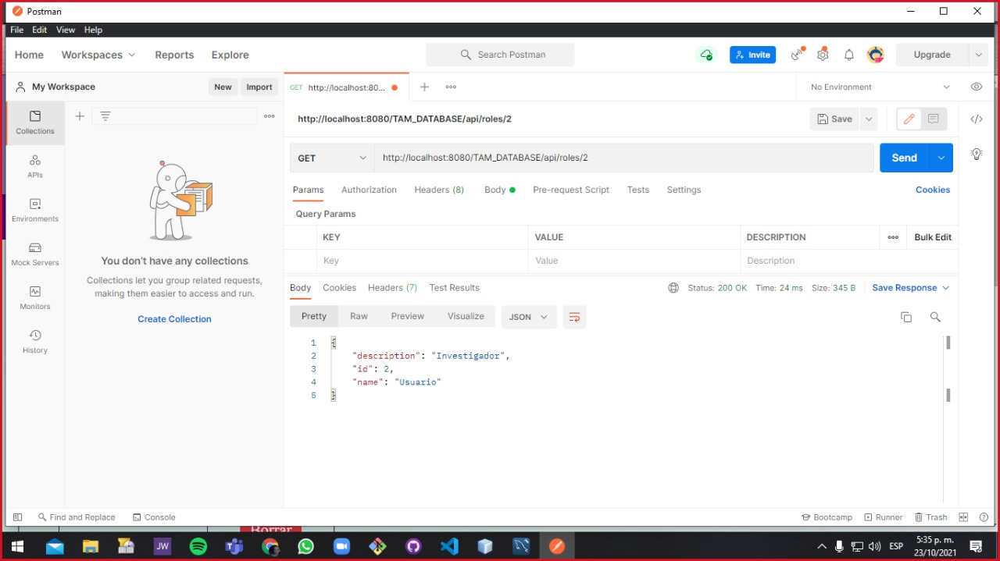 Postman
File Edit View Help
Home Workspaces Reports Explore Search Postman Invite Upgrade
My Workspace New Import GET http://localhost:80... No Environment
Collections
http://localhost:8080/TAM_DATABASE/api/roles/2 Save
GET http://localhost:8080/TAM_DATABASE/api/roles/2 Send
APIs
Params Authorization Headers (8) Body Pre-request Script Tests Settings Cookies
Environments
Query Params
KEY VALUE DESCRIPTION Bulk Edit
Key Value Description
Mock Servers
You don't have any collections
Collections let you group related requests,
making them easier to access and run.
Create Collection
Monitors
History
Body Cookies Headers (7) Test Results Status: 200 OK Time: 24 ms Size: 345 B Save Response
Pretty Raw Preview Visualize JSON
1 {
2 "description": "Investigador",
3 "id": 2,
4 "name": "Usuario"
5 }
Find and Replace Console Bootcamp Runner Trash
Borrar
JW
ESP
5:35 p. m.
23/10/2021